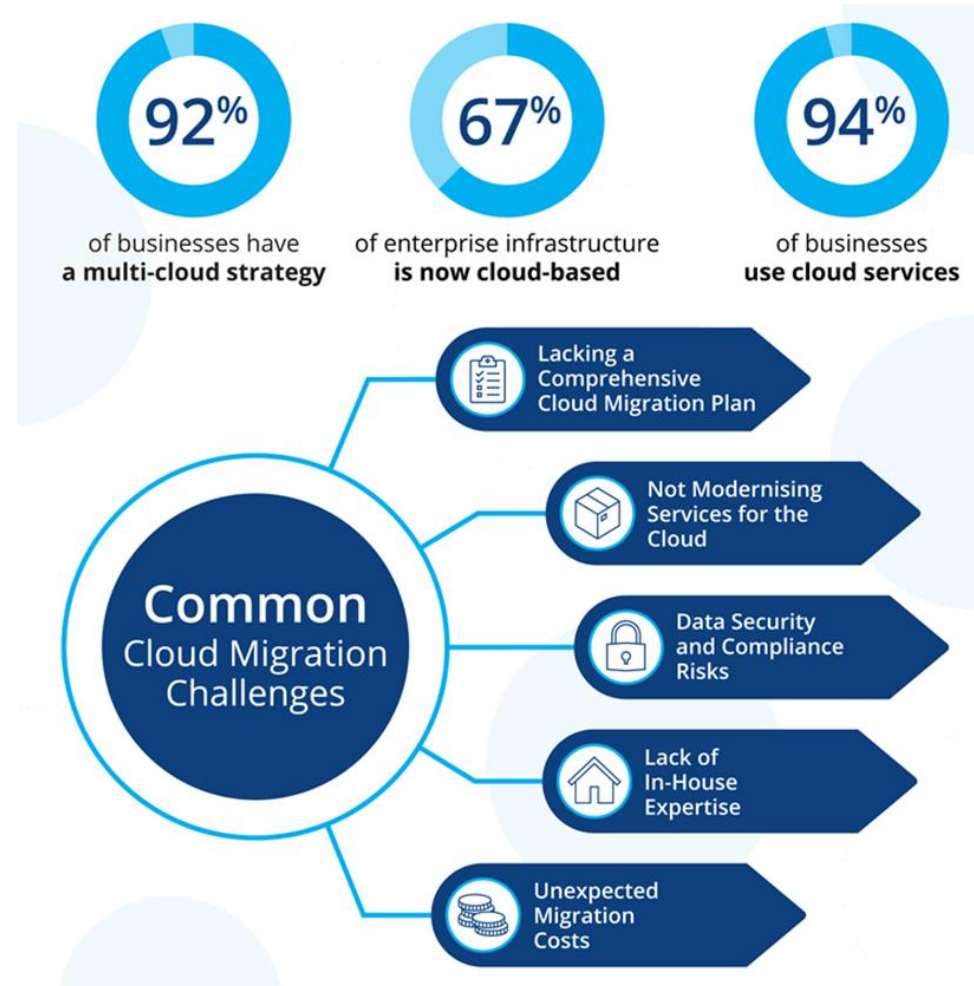 92%
of businesses have
a multi-cloud strategy
67%
of enterprise infrastructure
is now cloud-based
94%
of businesses
use cloud services
Common
Cloud Migration
Challenges
Lacking a
Comprehensive
Cloud Migration Plan
Not Modernising
Services for the
Cloud
Data Security
and Compliance
Risks
Lack of
In-House
Expertise
Unexpected
Migration
Costs